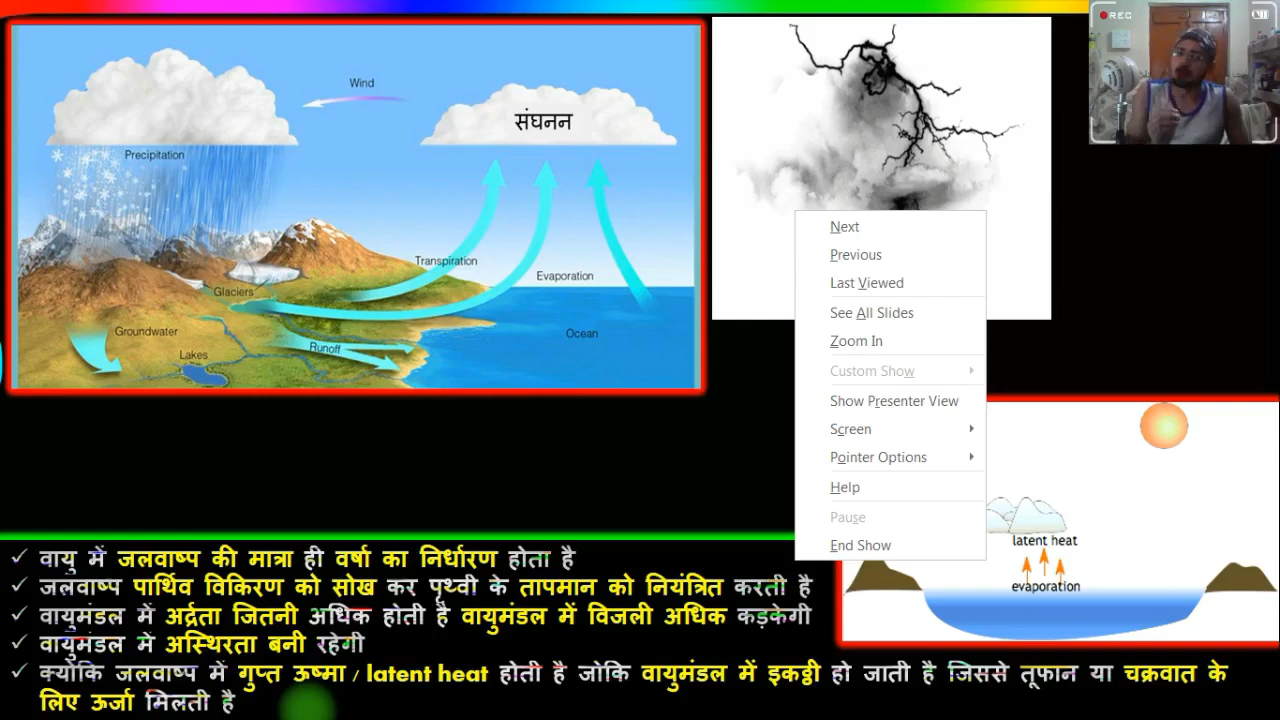 REC
Wind
संघनन
Precipitation
Transpiration
Evaporation
Glaciers
Ocean
Groundwater
Runoff
Lakes
Next
Previous
Last Viewed
See All Slides
Zoom In
Custom Show
Show Presenter View
Screen
Pointer Options
Help
Pause
End Show
latent heat
evaporation
✓ वायु में जलवाष्प की मात्रा ही वर्षा का निर्धारण होता है
✓ जलवाष्प पार्थिव विकिरण को सोख कर पृथ्वी के तापमान को नियंत्रित करती है
✓ वायुमंडल में अर्द्रता जितनी अधिक होती है वायुमंडल में विजली अधिक कड़केगी
✓ वायुमंडल में अस्थिरता बनी रहेगी
✓ क्योकि जलवाष्प में गुप्त ऊष्मा / latent heat होती है जोकि वायुमंडल में इकठ्ठी हो जाती है जिससे तूफान या चक्रवात के
लिए ऊर्जा मिलती है